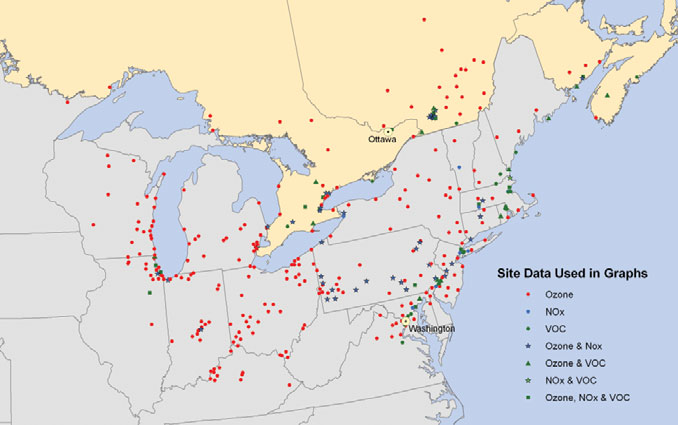 Ottawa
Site Data Used in Graphs
Ozone
NOx
Washington
VOC
Ozone & Nox
Ozone & VOC
NOx & VOC
Ozone, NOx & VOC